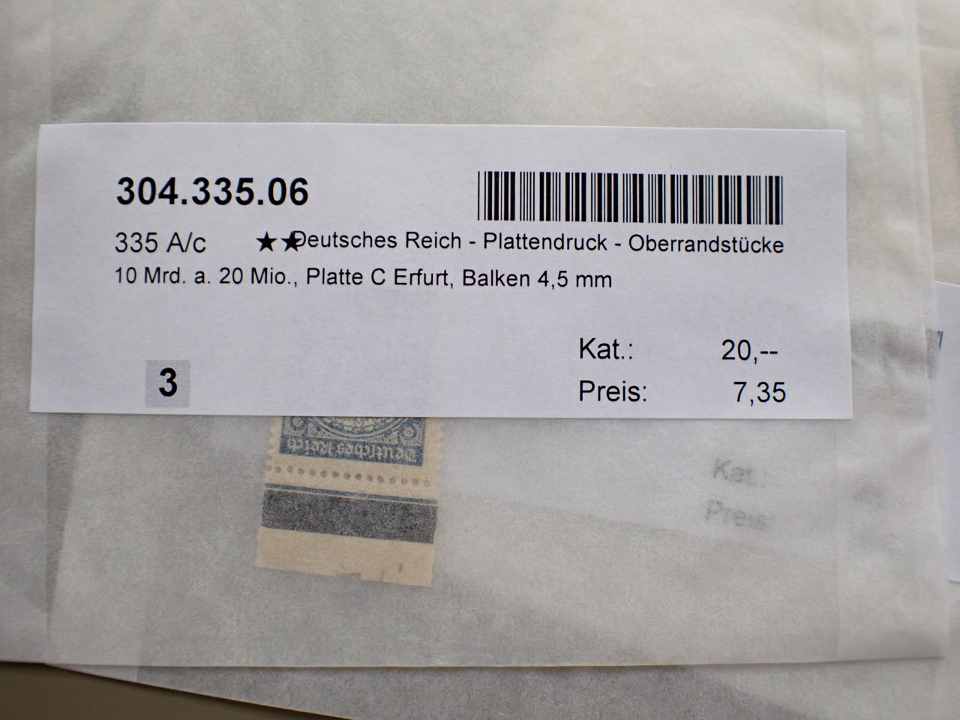 304.335.06
335 A/c ★★Deutsches Reich - Plattendruck - Oberrandstücke
10 Mrd. a. 20 Mio., Platte C Erfurt, Balken 4,5 mm
Kat.: 20,--
Preis: 7,35
3
Deutsches Reich
Kat.:
Preis: